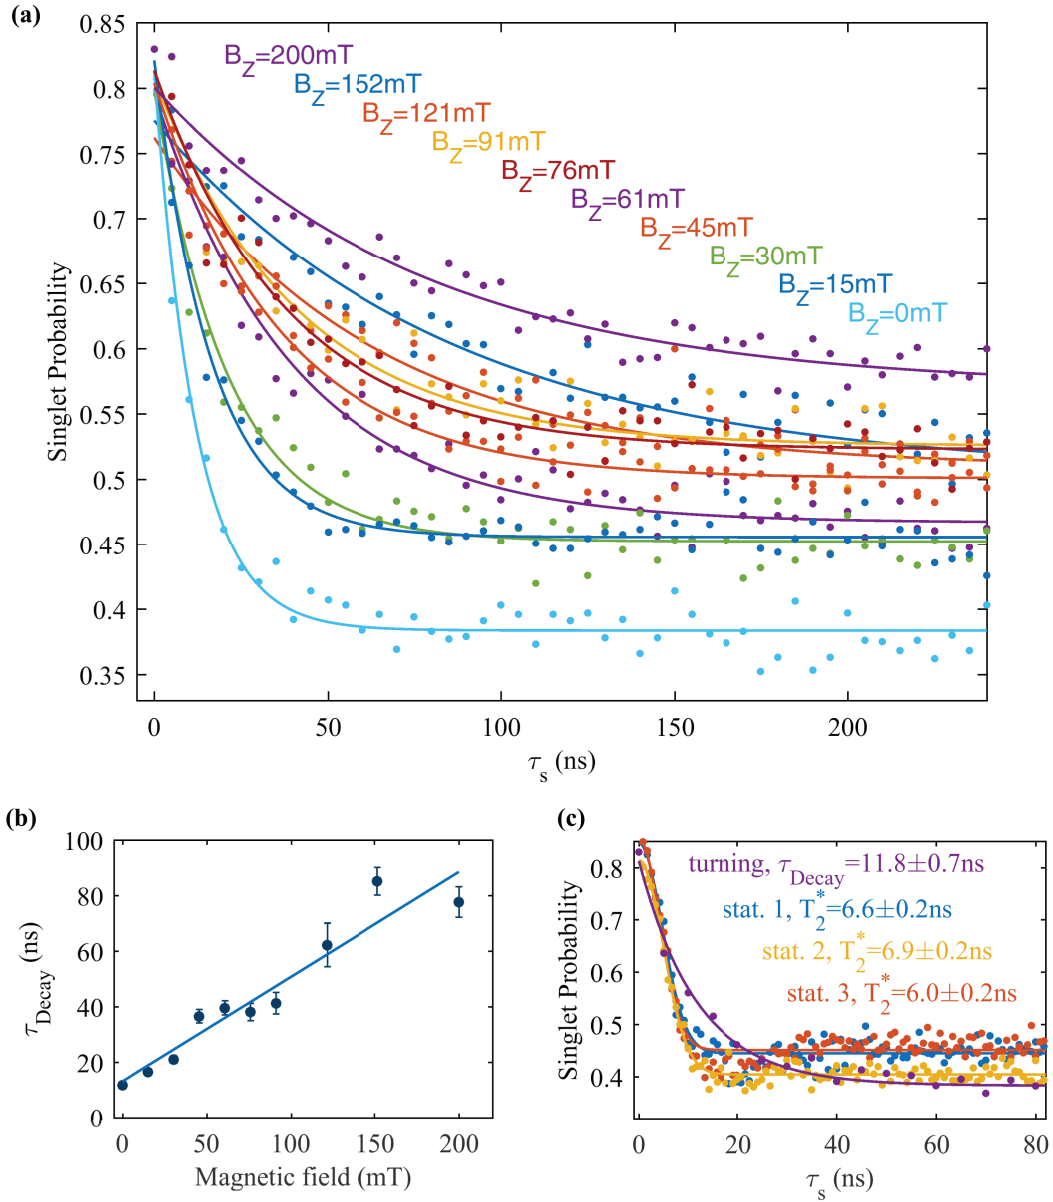 (a)
0.85
0.8
0.75
0.7
0.65
0.6
0.55
0.5
0.45
0.4
0.35
Singlet Probability
B_Z=200mT
B_Z=152mT
B_Z=121mT
B_Z=91mT
B_Z=76mT
B_Z=61mT
B_Z=45mT
B_Z=30mT
B_Z=15mT
B_Z=0mT
0 50 100 150 200
τ_s (ns)
(b)
100
80
60
40
20
0
τ_Decay (ns)
0 50 100 150 200
Magnetic field (mT)
(c)
0.8
0.7
0.6
0.5
0.4
Singlet Probability
turning, τ_Decay=11.8±0.7ns
stat. 1, T_2^*=6.6±0.2ns
stat. 2, T_2^*=6.9±0.2ns
stat. 3, T_2^*=6.0±0.2ns
0 20 40 60 80
τ_s (ns)